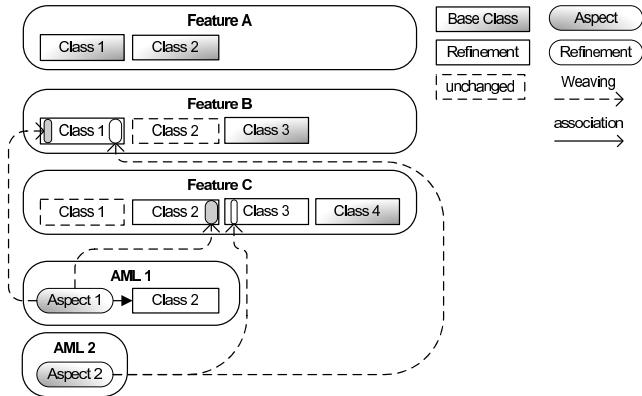 Feature A
Class 1
Class 2
Base Class
Aspect
Refinement
Refinement
unchanged
Weaving
association
Feature B
Class 1
Class 2
Class 3
Feature C
Class 1
Class 2
Class 3
Class 4
AML 1
Aspect 1
Class 2
AML 2
Aspect 2